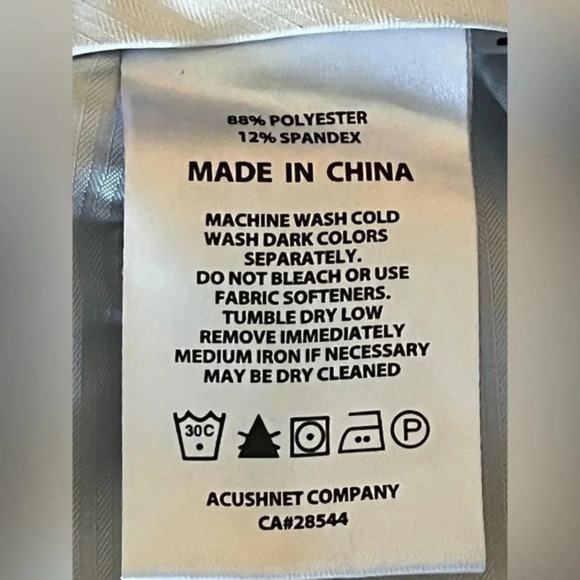 88% POLYESTER
12% SPANDEX
MADE IN CHINA
MACHINE WASH COLD
WASH DARK COLORS
SEPARATELY.
DO NOT BLEACH OR USE
FABRIC SOFTENERS.
TUMBLE DRY LOW
REMOVE IMMEDIATELY
MEDIUM IRON IF NECESSARY
MAY BE DRY CLEANED
30C P
ACUSHNET COMPANY
CA#28544